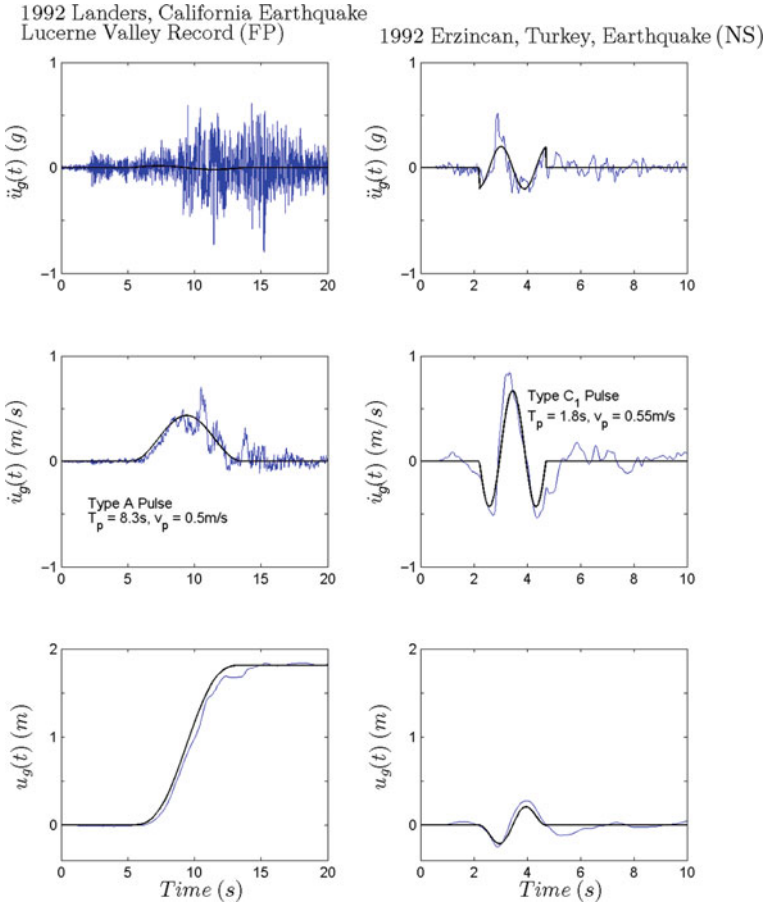 1992 Landers, California Earthquake
Lucerne Valley Record (FP)
1992 Erzincan, Turkey, Earthquake (NS)
1
0
−1
0 5 10 15 20
ü_g(t) (g)
1
0
−1
0 2 4 6 8 10
ü_g(t) (g)
1
0
−1
0 5 10 15 20
u̇_g(t) (m/s)
Type A Pulse
T_p = 8.3s, v_p = 0.5m/s
1
0
−1
0 2 4 6 8 10
u̇_g(t) (m/s)
Type C_1 Pulse
T_p = 1.8s, v_p = 0.55m/s
2
1
0
0 5 10 15 20
u_g(t) (m)
Time (s)
2
1
0
0 2 4 6 8 10
u_g(t) (m)
Time (s)